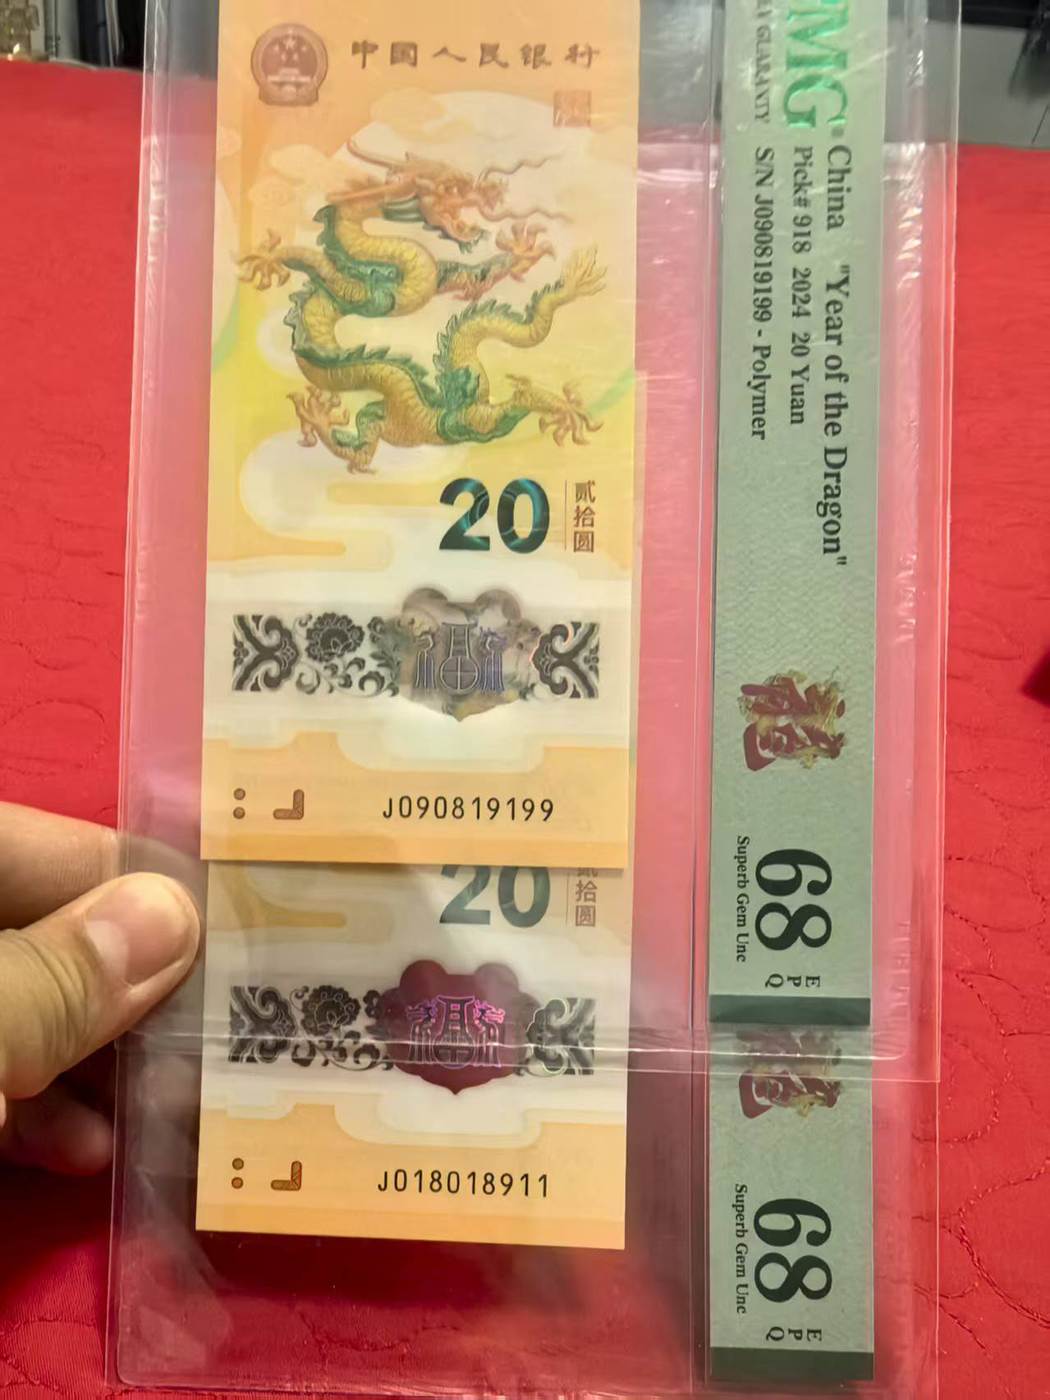 中国人民银行
20
贰拾圆
J090819199
20
拾圆
J018018911
PMG
GUARANTY
China "Year of the Dragon"
Pick# 918 2024 20 Yuan
S/N J090819199 - Polymer
68
EPQ
Superb Gem Unc
68
EPQ
Superb Gem Unc